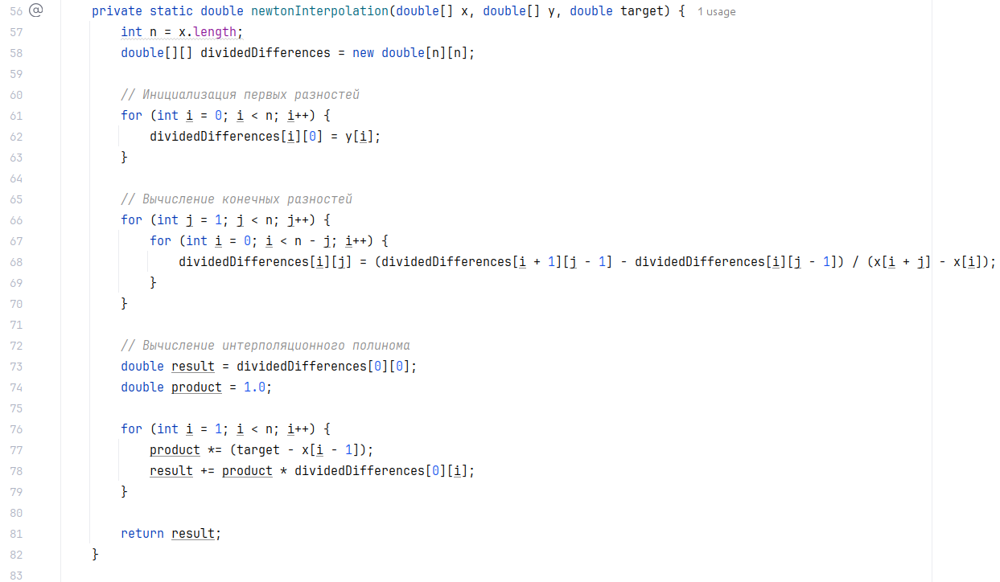 56 @ private static double newtonInterpolation(double[] x, double[] y, double target) { 1 usage
57 int n = x.length;
58 double[][] dividedDifferences = new double[n][n];
59
60 // Инициализация первых разностей
61 for (int i = 0; i < n; i++) {
62 dividedDifferences[i][0] = y[i];
63 }
64
65 // Вычисление конечных разностей
66 for (int j = 1; j < n; j++) {
67 for (int i = 0; i < n - j; i++) {
68 dividedDifferences[i][j] = (dividedDifferences[i + 1][j - 1] - dividedDifferences[i][j - 1]) / (x[i + j] - x[i]);
69 }
70 }
71
72 // Вычисление интерполяционного полинома
73 double result = dividedDifferences[0][0];
74 double product = 1.0;
75
76 for (int i = 1; i < n; i++) {
77 product *= (target - x[i - 1]);
78 result += product * dividedDifferences[0][i];
79 }
80
81 return result;
82 }
83